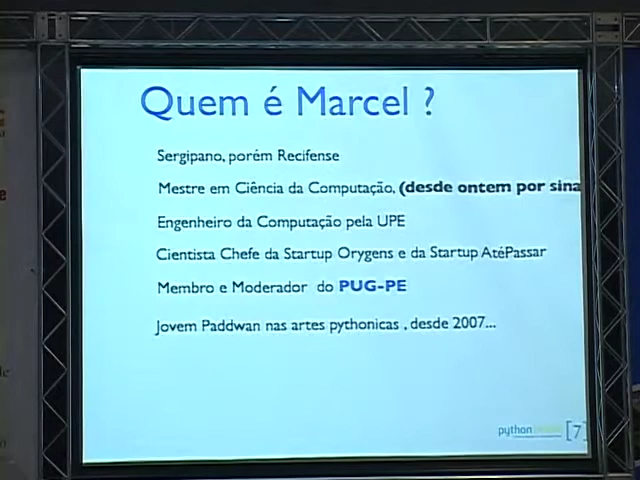 Quem é Marcel ?
Sergipano, porém Recifense
Mestre em Ciência da Computação, (desde ontem por sina
Engenheiro da Computação pela UPE
Cientista Chefe da Startup Orygens e da Startup AtéPassar
Membro e Moderador do PUG-PE
Jovem Paddwan nas artes pythonicas , desde 2007...
python
[7]